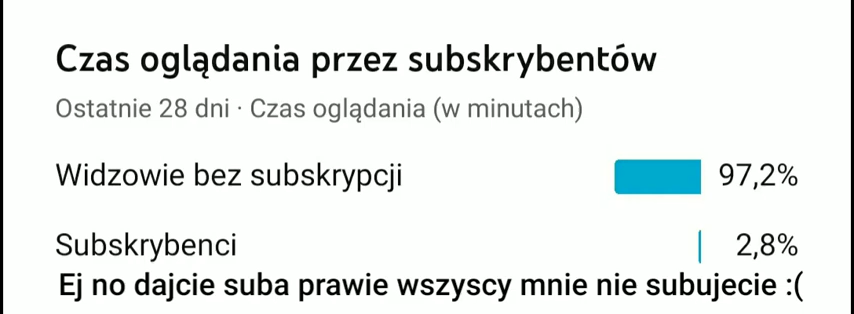 Czas oglądania przez subskrybentów
Ostatnie 28 dni · Czas oglądania (w minutach)
Widzowie bez subskrypcji 97,2%
Subskrybenci 2,8%
Ej no dajcie suba prawie wszyscy mnie nie subujecie :(